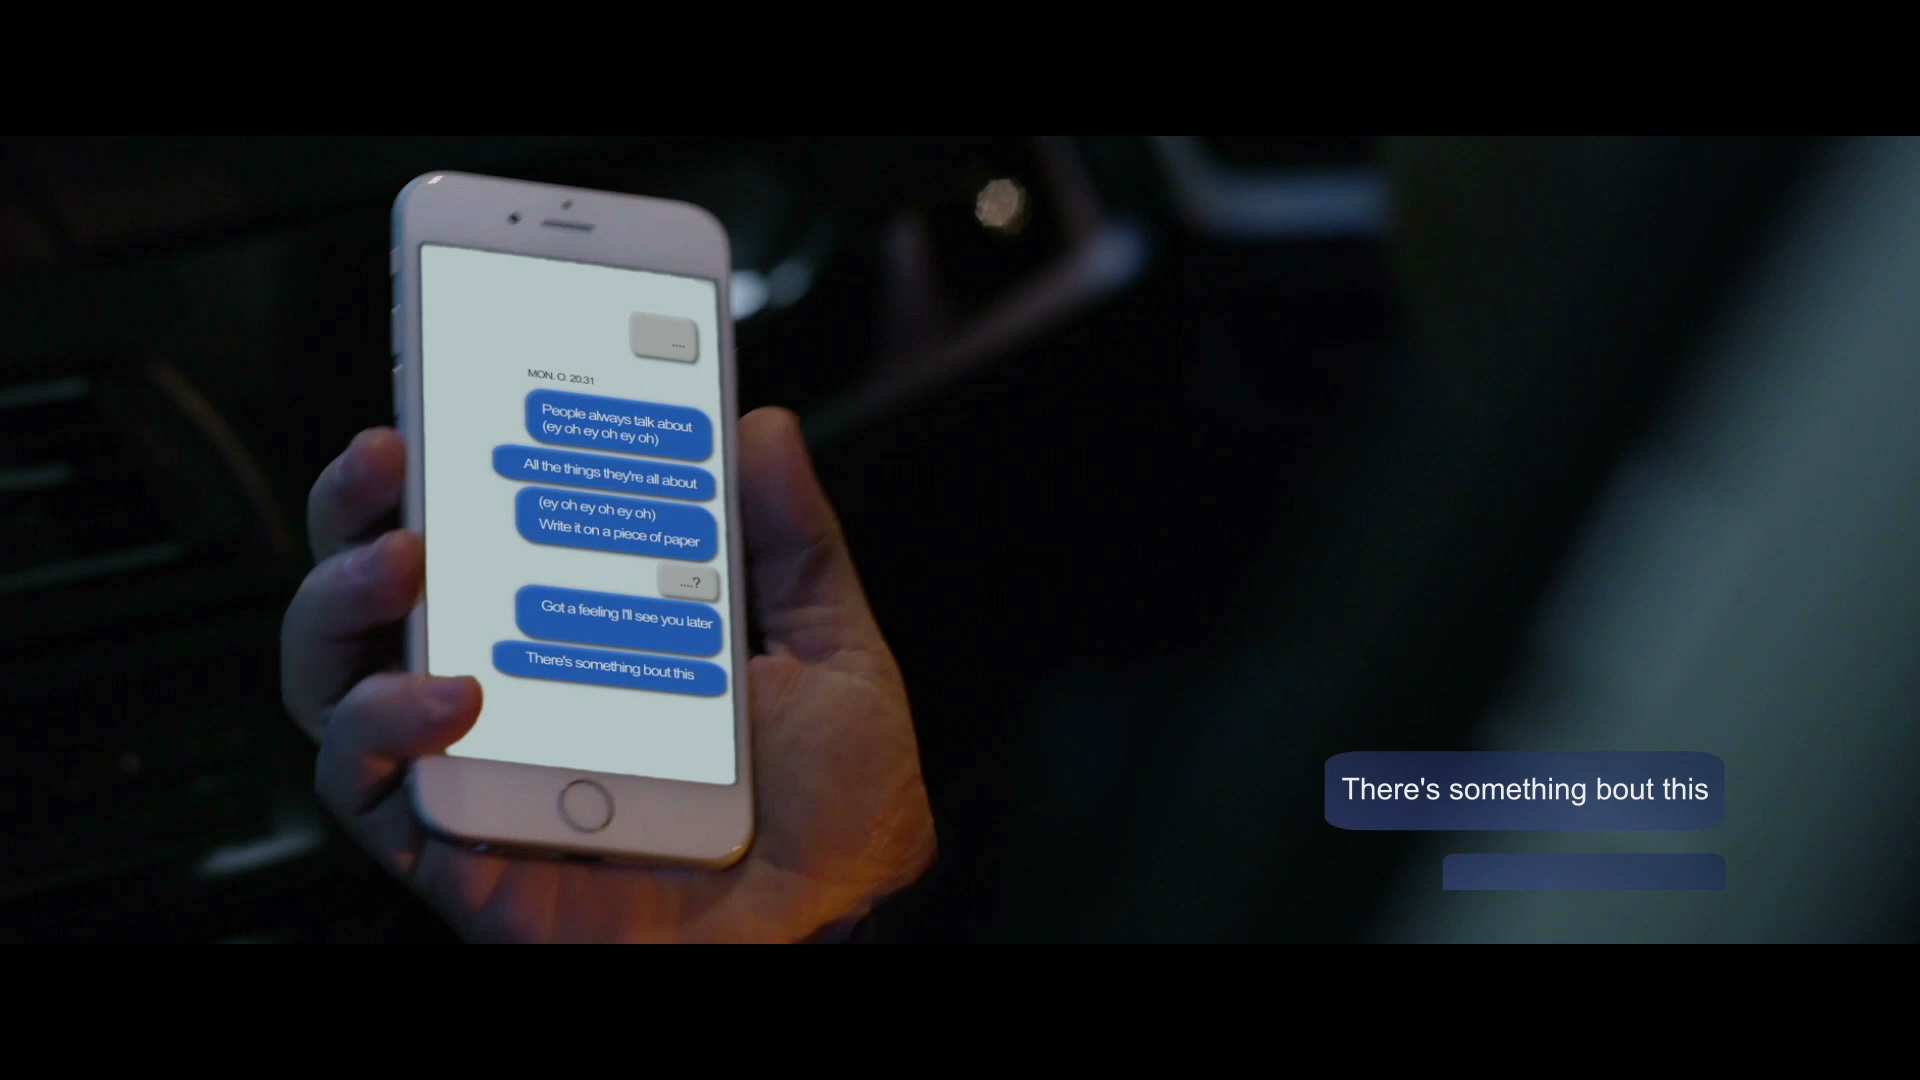 ....
MON. O. 20.31
People always talk about
(ey oh ey oh ey oh)
All the things they're all about
(ey oh ey oh ey oh)
Write it on a piece of paper
....?
Got a feeling I'll see you later
There's something bout this
There's something bout this